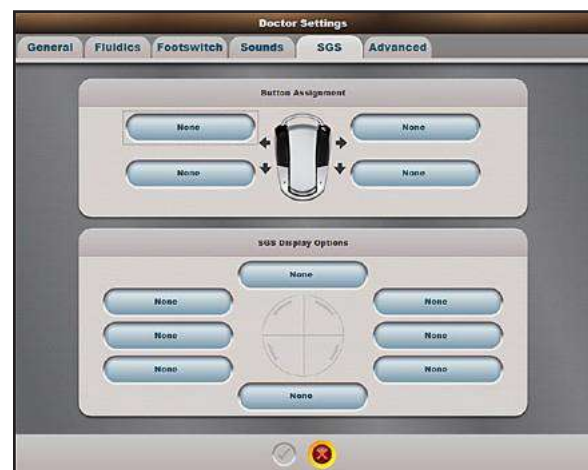 Doctor Settings
General Fluidics Footswitch Sounds SGS Advanced
Button Assignment
None None
None None
SGS Display Options
None
None None
None None
None None
None